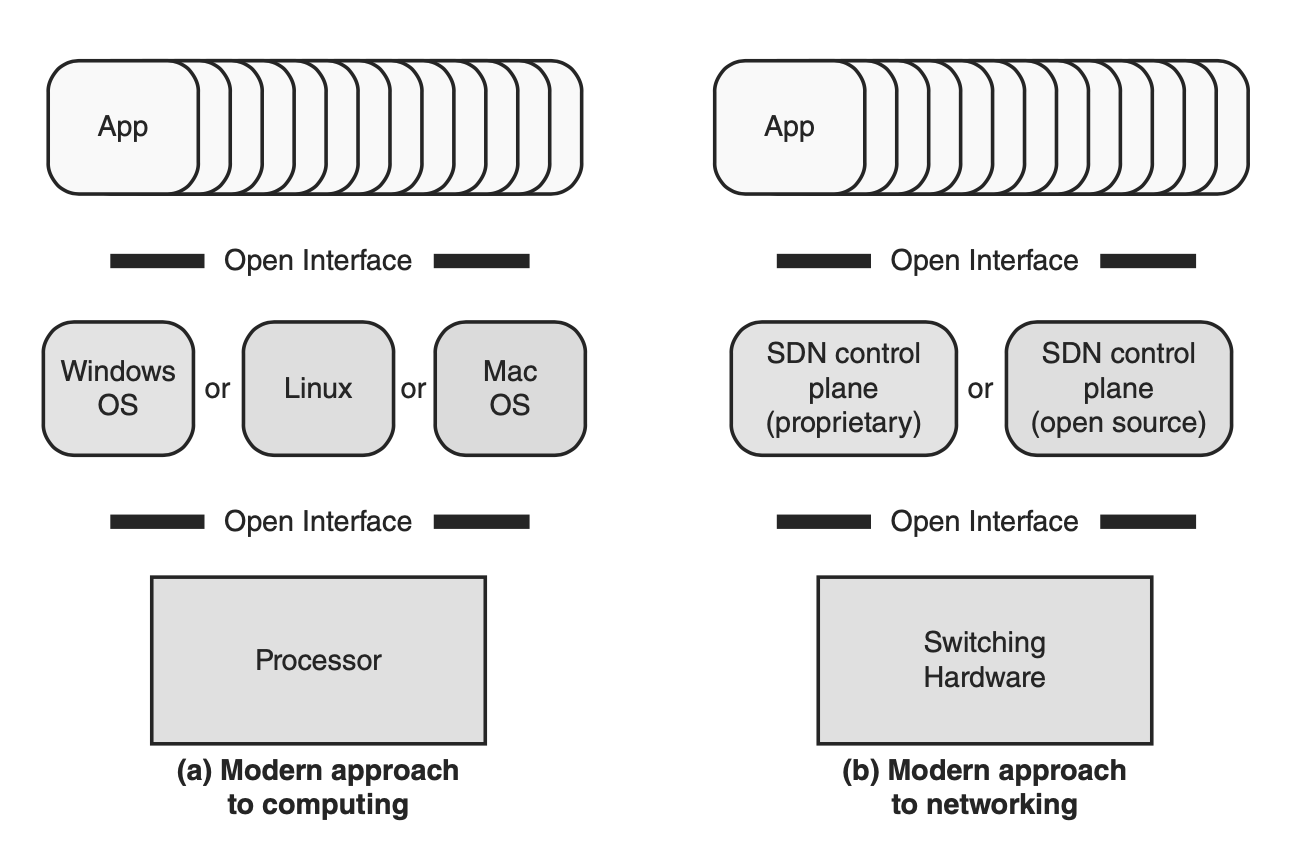 App
App
Open Interface
Open Interface
Windows
OS
or
Linux
or
Mac
OS
SDN control
plane
(proprietary)
or
SDN control
plane
(open source)
Open Interface
Open Interface
Processor
Switching
Hardware
(a) Modern approach
to computing
(b) Modern approach
to networking